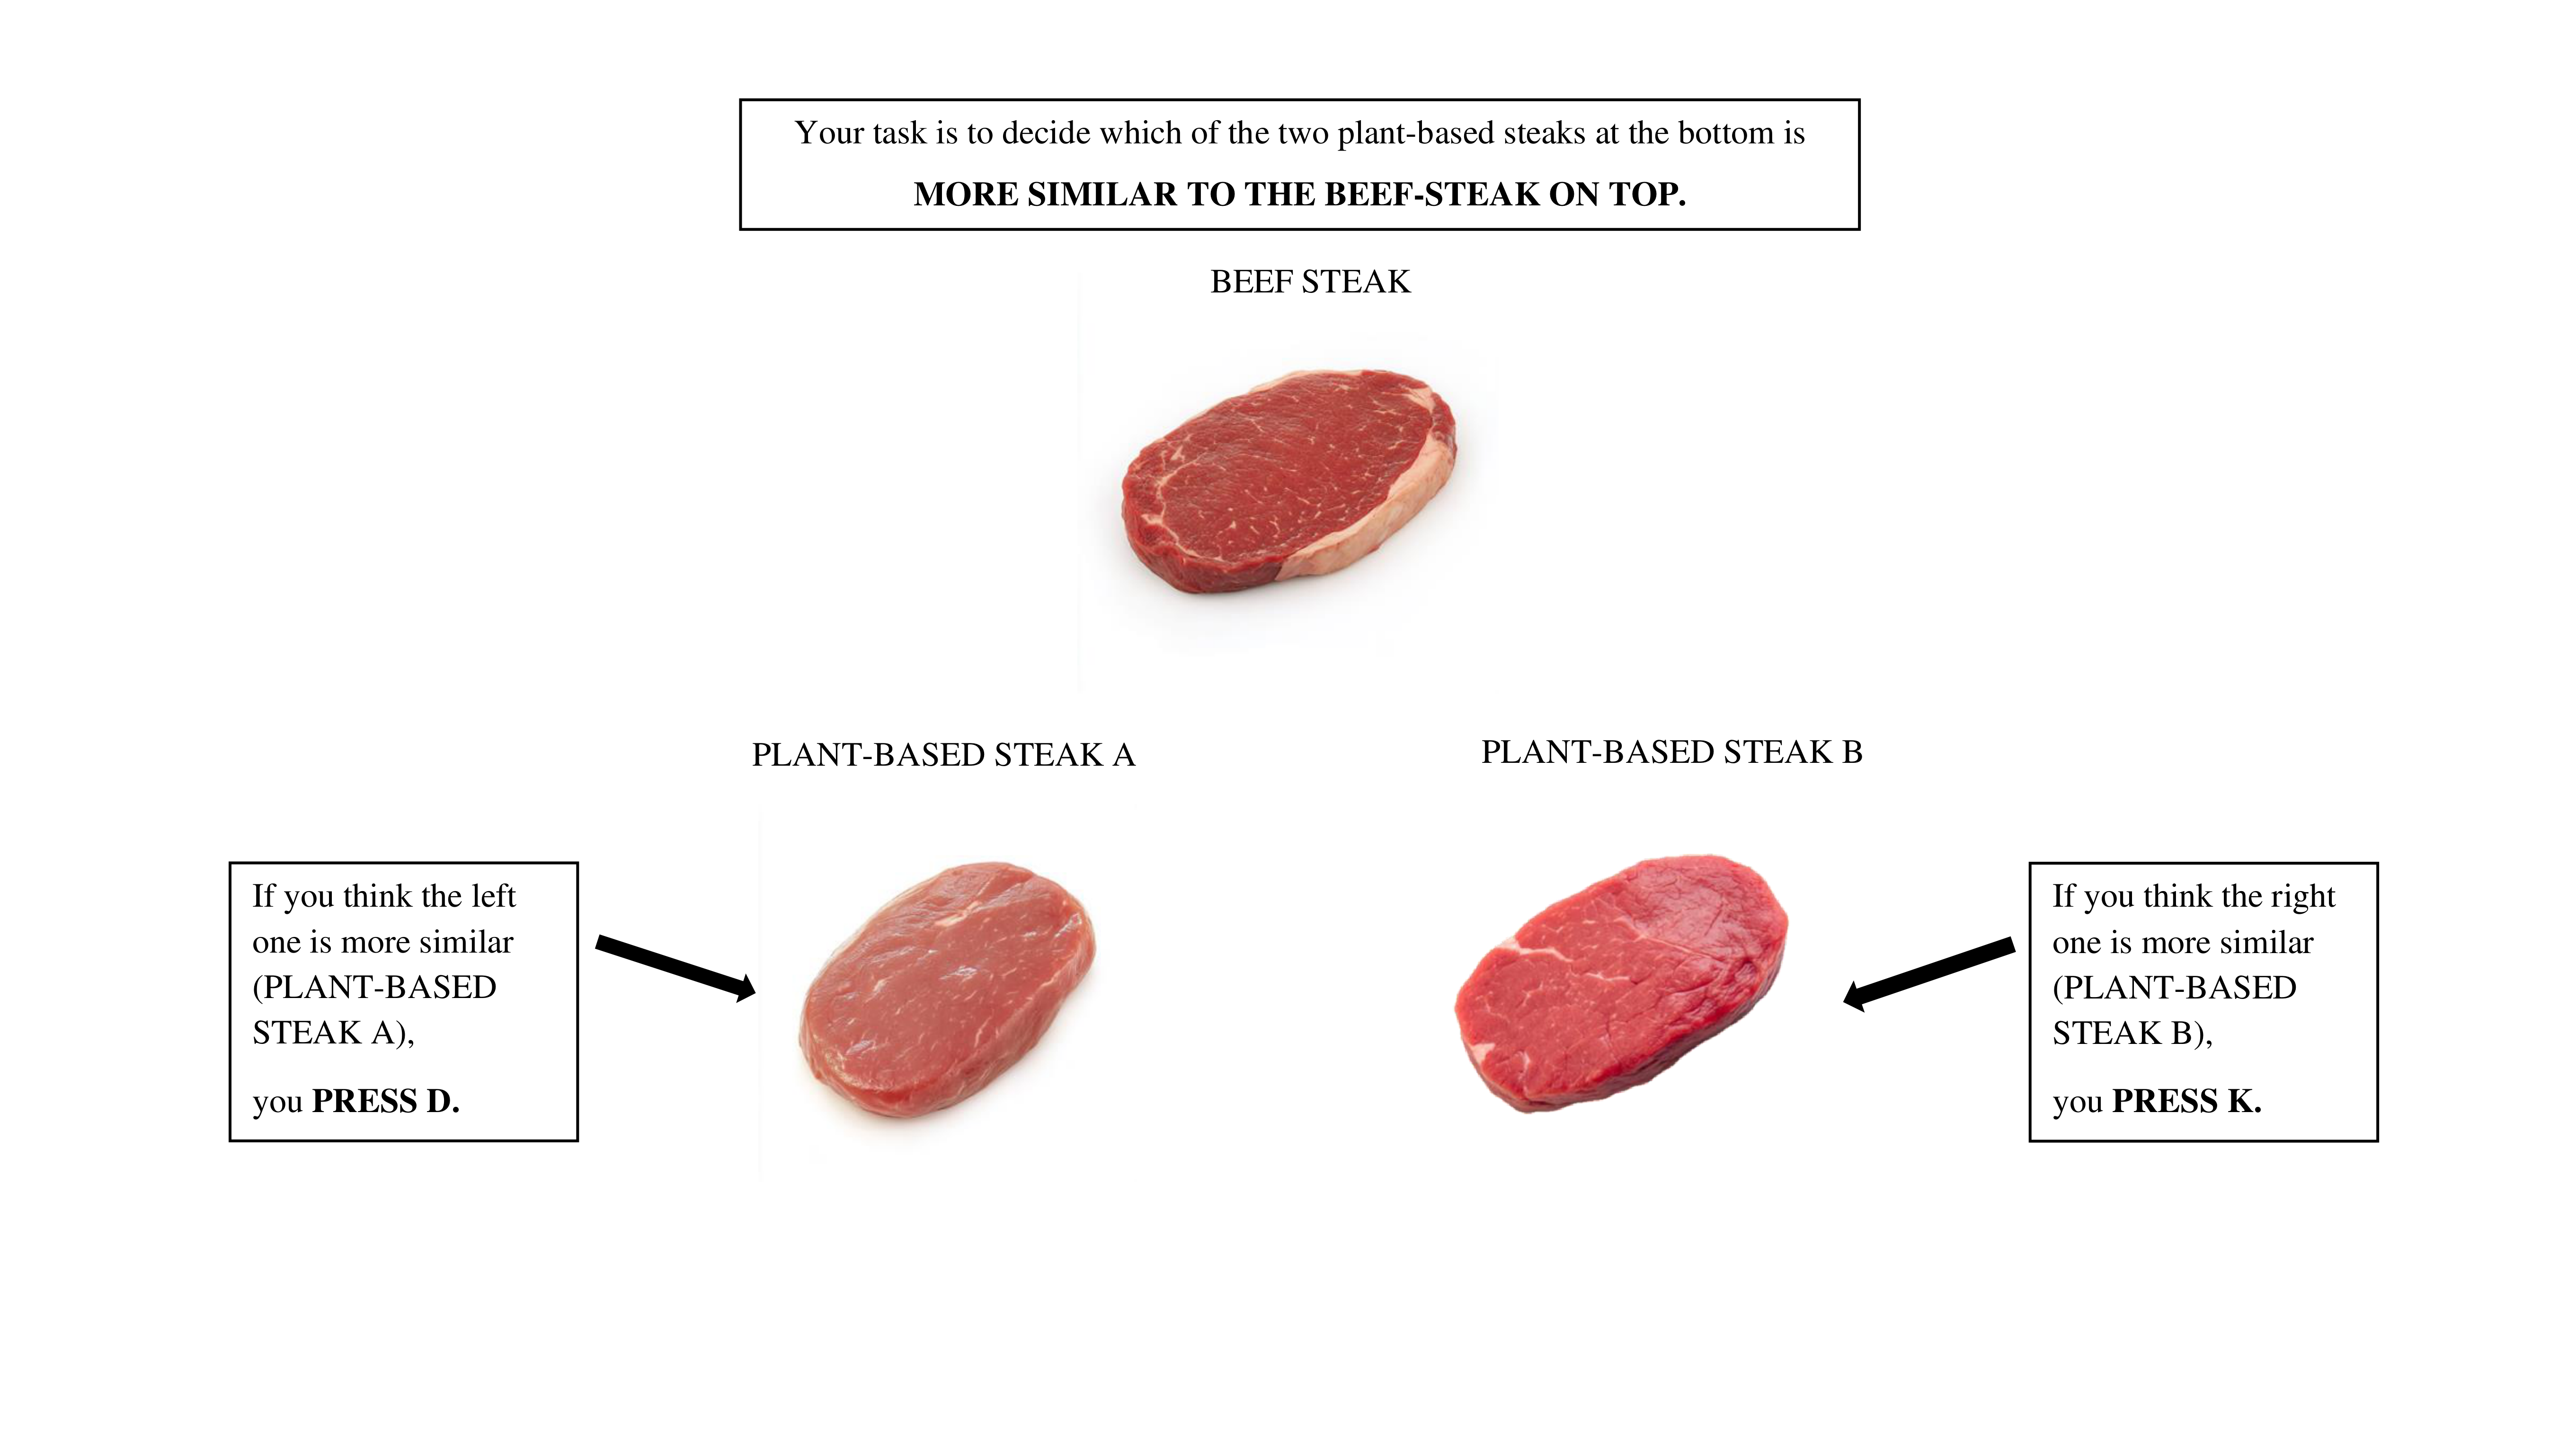 Your task is to decide which of the two plant-based steaks at the bottom is
MORE SIMILAR TO THE BEEF-STEAK ON TOP.
BEEF STEAK
PLANT-BASED STEAK A
PLANT-BASED STEAK B
If you think the left
one is more similar
(PLANT-BASED
STEAK A),
you PRESS D.
If you think the right
one is more similar
(PLANT-BASED
STEAK B),
you PRESS K.